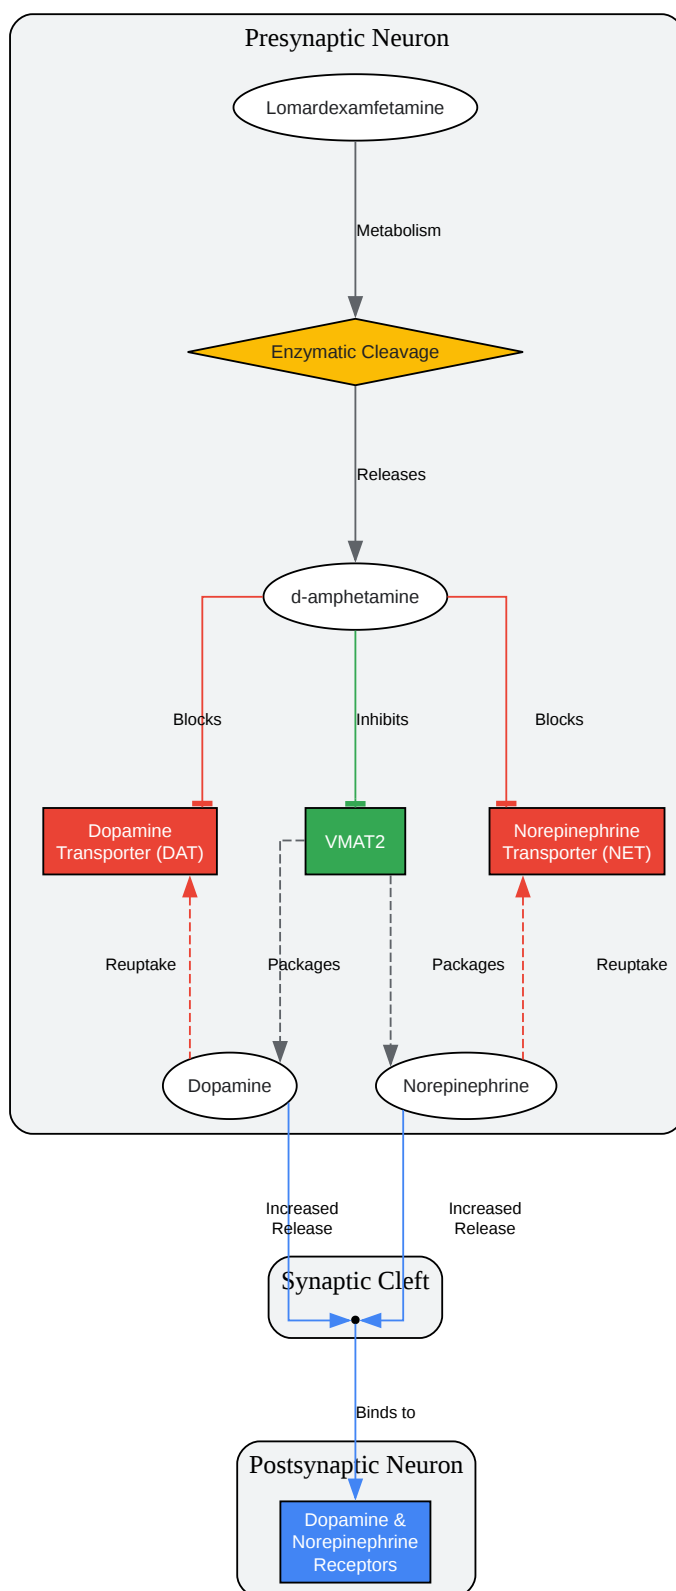 Presynaptic Neuron
Lomardexamfetamine
Metabolism
Enzymatic Cleavage
Releases
d-amphetamine
Blocks
Inhibits
Blocks
Dopamine
Transporter (DAT)
VMAT2
Norepinephrine
Transporter (NET)
Reuptake
Packages
Packages
Reuptake
Dopamine
Norepinephrine
Increased
Release
Increased
Release
Synaptic Cleft
Binds to
Postsynaptic Neuron
Dopamine &
Norepinephrine
Receptors